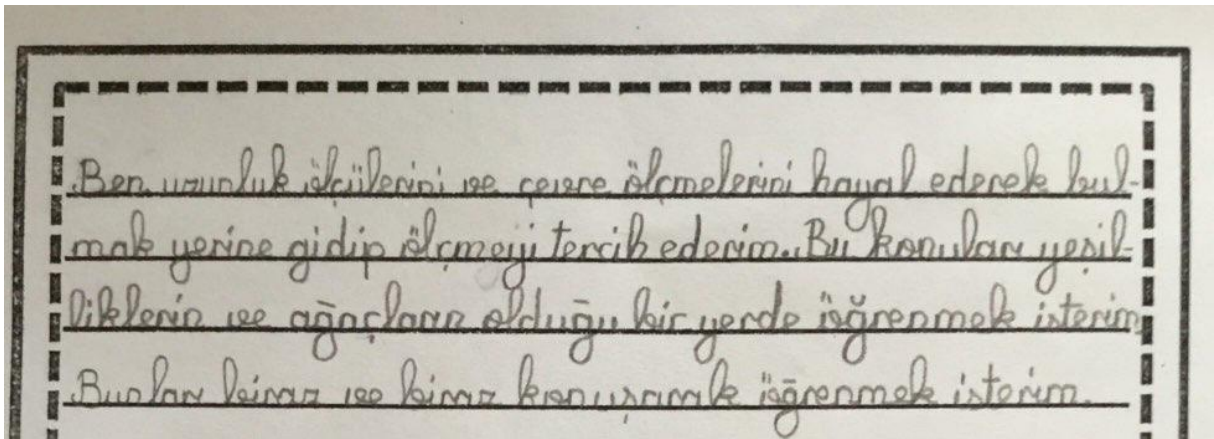 Ben uzunluk ölçülerini ve çevre ölçmelerini hayal ederek bul-
mak yerine gidip ölçmeyi tercih ederim. Bu konuları yeşil-
liklerin ve ağaçların olduğu bir yerde öğrenmek isterim
Bunları biraz ve biraz konuşarak öğrenmek isterim.